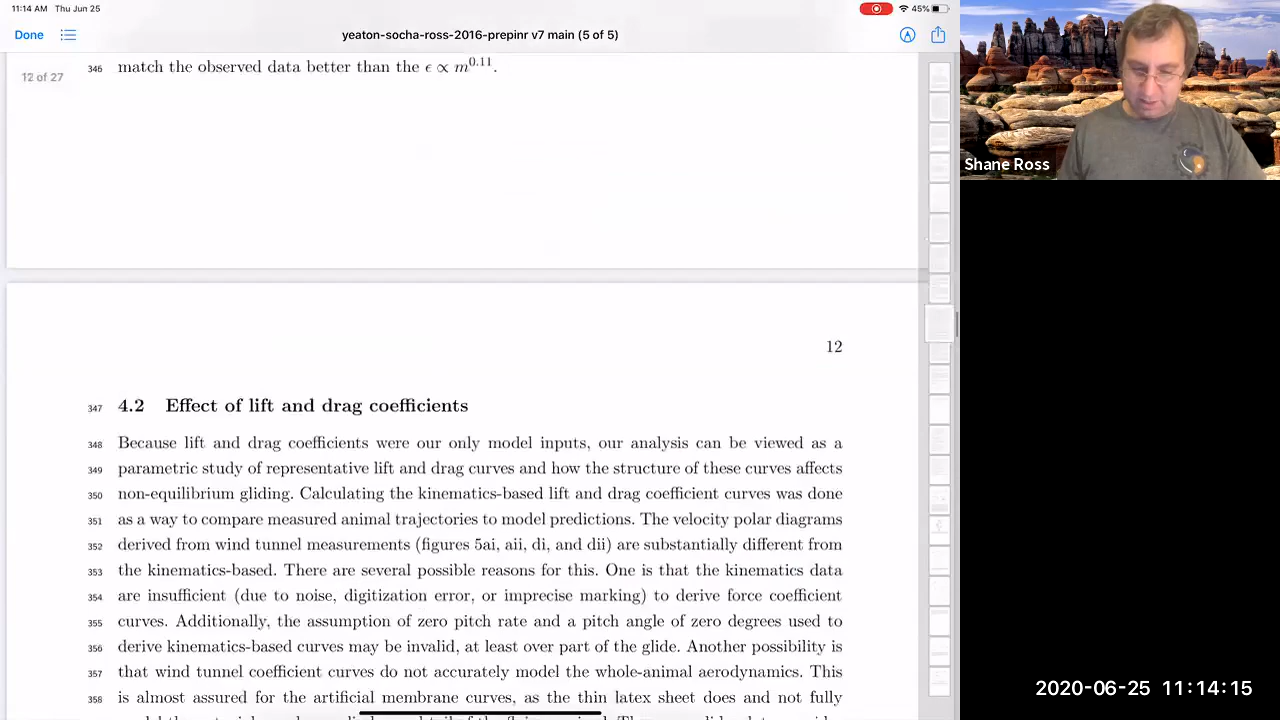 11:14 AM Thu Jun 25
45%
Done
yeaton-socha-ross-2016-prepinr v7 main (5 of 5)
12 of 27
346 match the observed data better than the ϵ ∝ m^0.11.
12
347 4.2 Effect of lift and drag coefficients
348 Because lift and drag coefficients were our only model inputs, our analysis can be viewed as a
349 parametric study of representative lift and drag curves and how the structure of these curves affects
350 non-equilibrium gliding. Calculating the kinematics-based lift and drag coefficient curves was done
351 as a way to compare measured animal trajectories to model predictions. The velocity polar diagrams
352 derived from wind tunnel measurements (figures 5ai, aii, di, and dii) are substantially different from
353 the kinematics-based. There are several possible reasons for this. One is that the kinematics data
354 are insufficient (due to noise, digitization error, or imprecise marking) to derive force coefficient
355 curves. Additionally, the assumption of zero pitch rate and a pitch angle of zero degrees used to
356 derive kinematics-based curves may be invalid, at least over part of the glide. Another possibility is
357 that wind tunnel coefficient curves do not accurately model the whole-animal aerodynamics. This
358 is almost assured for the artificial membrane curves, as the thin latex sheet does and not fully
Shane Ross
2020-06-25 11:14:15